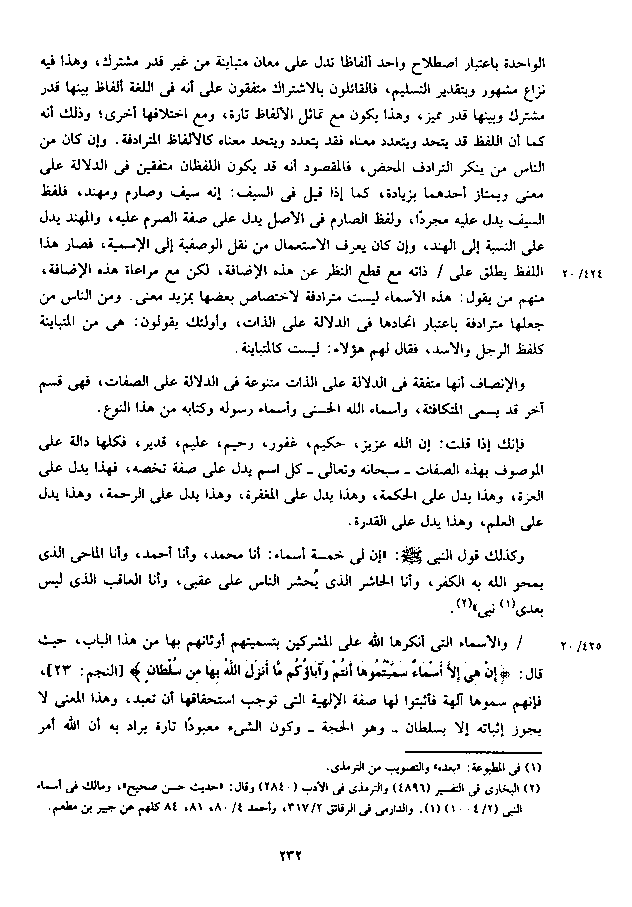 الواحدة باعتبار اصطلاح واحد ألفاظا تدل على معان متباينة من غير قدر مشترك، وهذا فيه
نزاع مشهور وبتقدير التسليم، فالقائلون بالاشتراك متفقون على أنه فى اللغة ألفاظ بينها قدر
مشترك وبينها قدر مميز، وهذا يكون مع تماثل الألفاظ تارة، ومع اختلافها أخرى؛ وذلك أنه
كما أن اللفظ قد يتحد ويتعدد معناه فقد يتعدد ويتحد معناه كالألفاظ المترادفة. وإن كان من
الناس من ينكر الترادف المحض، فالمقصود أنه قد يكون اللفظان متفقين فى الدلالة على
معنى ويمتاز أحدهما بزيادة، كما إذا قيل فى السيف: إنه سيف وصارم ومهند، فلفظ
السيف يدل عليه مجردًا، ولفظ الصارم فى الأصل يدل على صفة الصرم عليه، والمهند يدل
على النسبة إلى الهند، وإن كان يعرف الاستعمال من نقل الوصفية إلى الإسمية، فصار هذا
٢٠/٤٢٤ اللفظ يطلق على / ذاته مع قطع النظر عن هذه الإضافة، لكن مع مراعاة هذه الإضافة،
منهم من يقول: هذه الأسماء ليست مترادفة لاختصاص بعضها بمزيد معنى. ومن الناس من
جعلها مترادفة باعتبار اتحادها فى الدلالة على الذات، وأولئك يقولون: هى من المتباينة
كلفظ الرجل والأسد، فقال لهم هؤلاء: ليست كالمتباينة.
والإنصاف أنها متفقة فى الدلالة على الذات متنوعة فى الدلالة على الصفات، فهى قسم
آخر قد يسمى المتكافئة، وأسماء الله الحسنى وأسماء رسوله وكتابه من هذا النوع.
فإنك إذا قلت: إن الله عزيز، حكيم، غفور، رحيم، عليم، قدير، فكلها دالة على
الموصوف بهذه الصفات ـ سبحانه وتعالى ـ كل اسم يدل على صفة تخصه، فهذا يدل على
العزة، وهذا يدل على الحكمة، وهذا يدل على المغفرة، وهذا يدل على الرحمة، وهذا يدل
على العلم، وهذا يدل على القدرة.
وكذلك قول النبى ﷺ: «إن لى خمسة أسماء: أنا محمد، وأنا أحمد، وأنا الماحى الذى
يمحو الله به الكفر، وأنا الحاشر الذى يُحشر الناس على عقبى، وأنا العاقب الذى ليس
بعدى(١) نبى»(٢).
٢٠/٤٢٥ / والأسماء التى أنكرها الله على المشركين بتسميتهم أوثانهم بها من هذا الباب، حيث
قال: ﴿إِنْ هِيَ إِلاَّ أَسْمَاءٌ سَمَّيْتُمُوهَا أَنتُمْ وَآبَاؤُكُم مَّا أَنزَلَ اللَّهُ بِهَا مِن سُلْطَانٍ﴾ [النجم: ٢٣]،
فإنهم سموها آلهة فأثبتوا لها صفة الإلهية التى توجب استحقاقها أن تعبد، وهذا المعنى لا
يجوز إثباته إلا بسلطان ـ وهو الحجة ـ وكون الشىء معبودًا تارة يراد به أن الله أمر
(١) فى المطبوعة: «بعده» والتصويب من الترمذى.
(٢) البخارى فى التفسير (٤٨٩٦) والترمذى فى الأدب (٢٨٤٠) وقال: «حديث حسن صحيح»، ومالك فى أسماء
النبى (٢/١٠٠٤) (١). والدارمى فى الرقائق ٣١٧/٢، وأحمد ٤/ ٨٠، ٨١، ٨٤ كلهم عن جبير بن مطعم.
٢٣٢